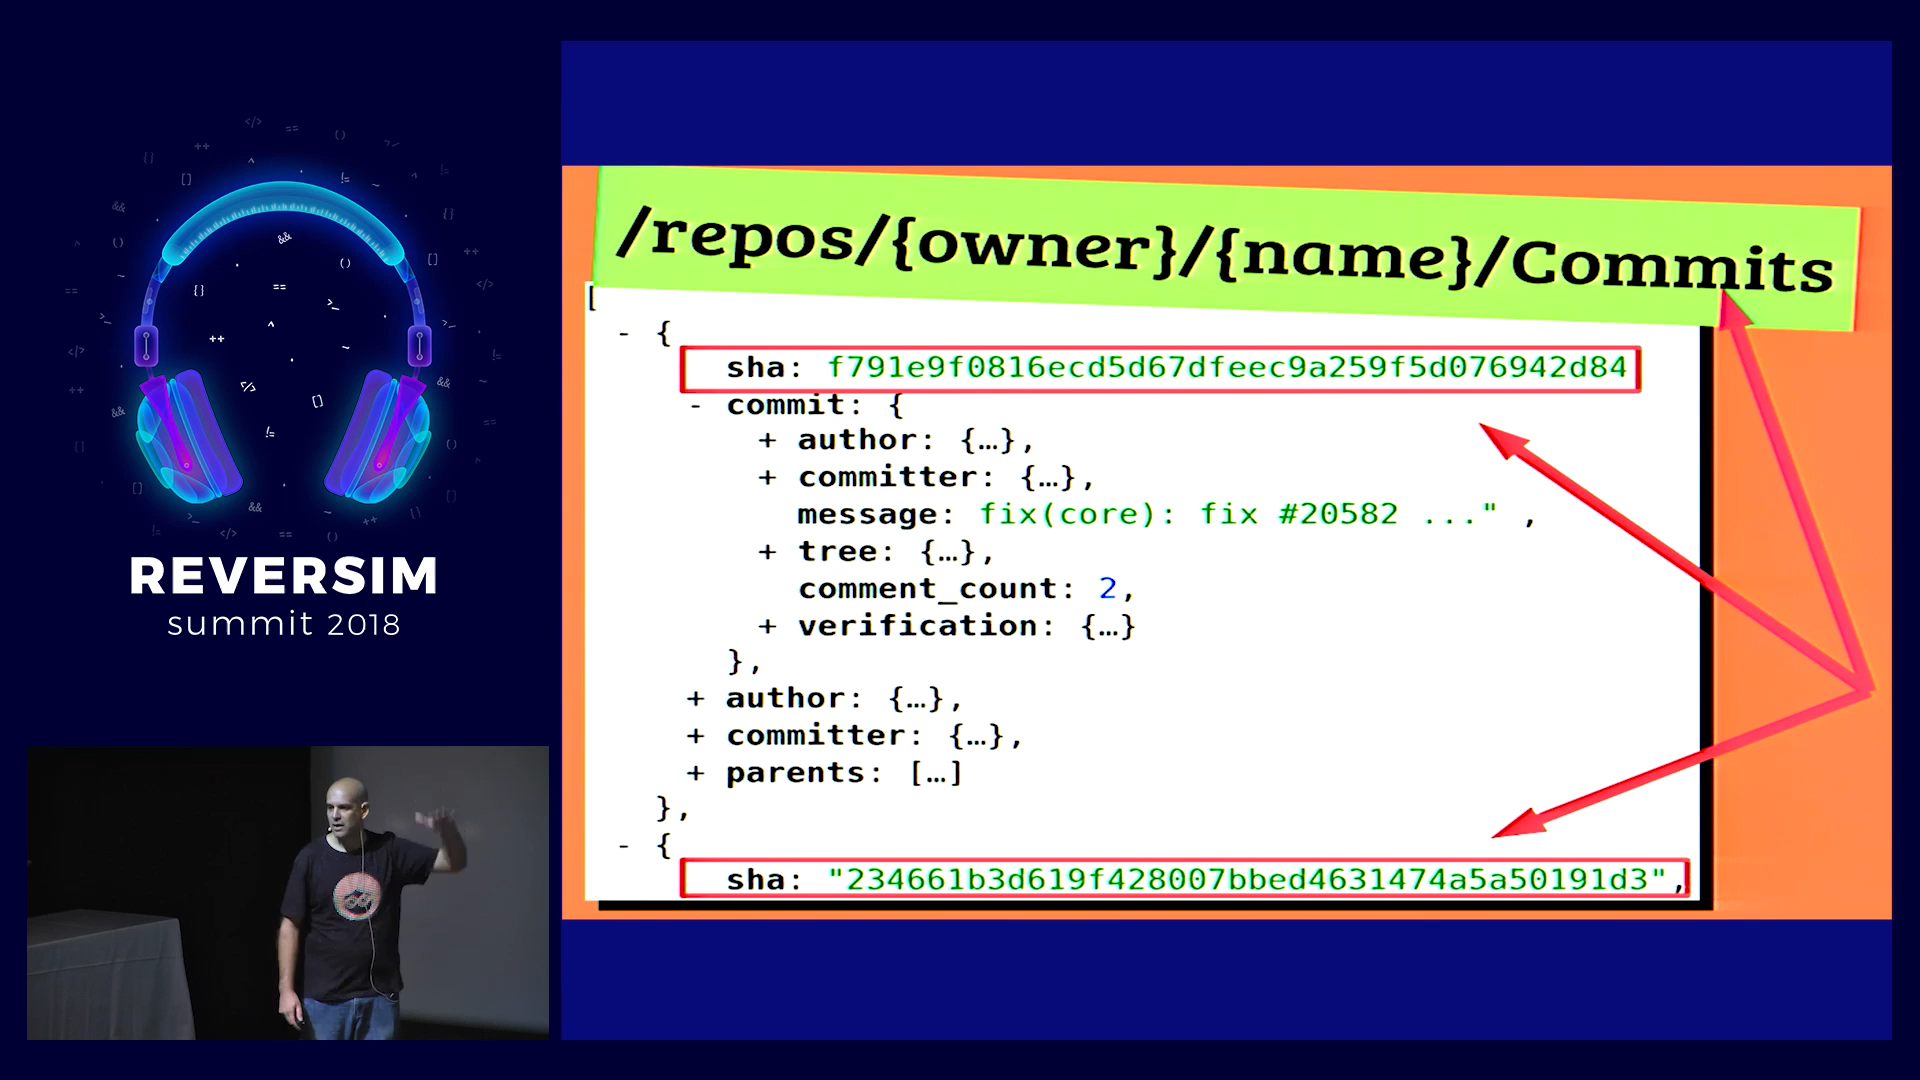 REVERSIM
summit 2018
/repos/{owner}/{name}/Commits
[
- {
sha: f791e9f0816ecd5d67dfeec9a259f5d076942d84
- commit: {
+ author: {…},
+ committer: {…},
message: fix(core): fix #20582 ..." ,
+ tree: {…},
comment_count: 2,
+ verification: {…}
},
+ author: {…},
+ committer: {…},
+ parents: […]
},
- {
sha: "234661b3d619f428007bbed4631474a5a50191d3",